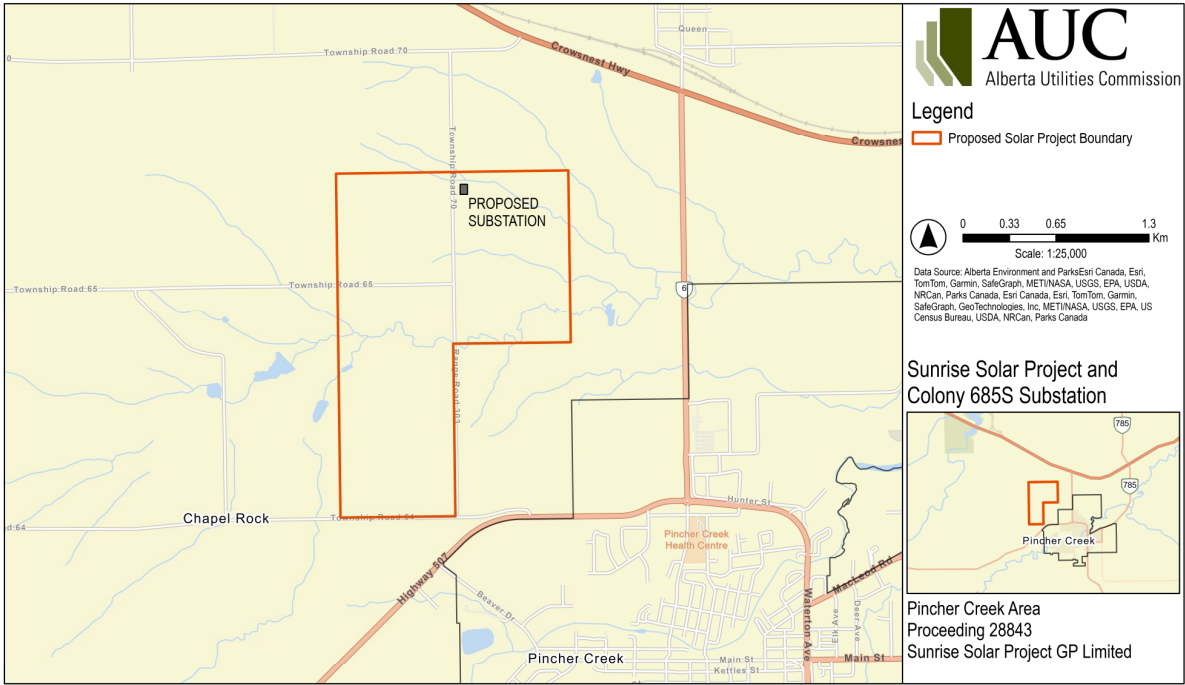 Township Road 70
Queen
Crowsnest Hwy
Crowsnes
0
Township Road 70
PROPOSED
SUBSTATION
Township Road 65
Township Road 65
6
Range Road 303
Chapel Rock
d 64
Township Road 64
Hunter St
Pincher Creek
Health Centre
Highway 507
MacLeod Rd
Beaver Dr
Waterton Ave
Elk Ave
Deer Ave
Pincher Creek
Main St
Main St
Kettles St
AUC
Alberta Utilities Commission
Legend
Proposed Solar Project Boundary
0 0.33 0.65 1.3
Km
Scale: 1:25,000
Data Source: Alberta Environment and ParksEsri Canada, Esri,
TomTom, Garmin, SafeGraph, METI/NASA, USGS, EPA, USDA,
NRCan, Parks Canada, Esri Canada, Esri, TomTom, Garmin,
SafeGraph, GeoTechnologies, Inc, METI/NASA, USGS, EPA, US
Census Bureau, USDA, NRCan, Parks Canada
Sunrise Solar Project and
Colony 685S Substation
785
785
Pincher Creek
Pincher Creek Area
Proceeding 28843
Sunrise Solar Project GP Limited